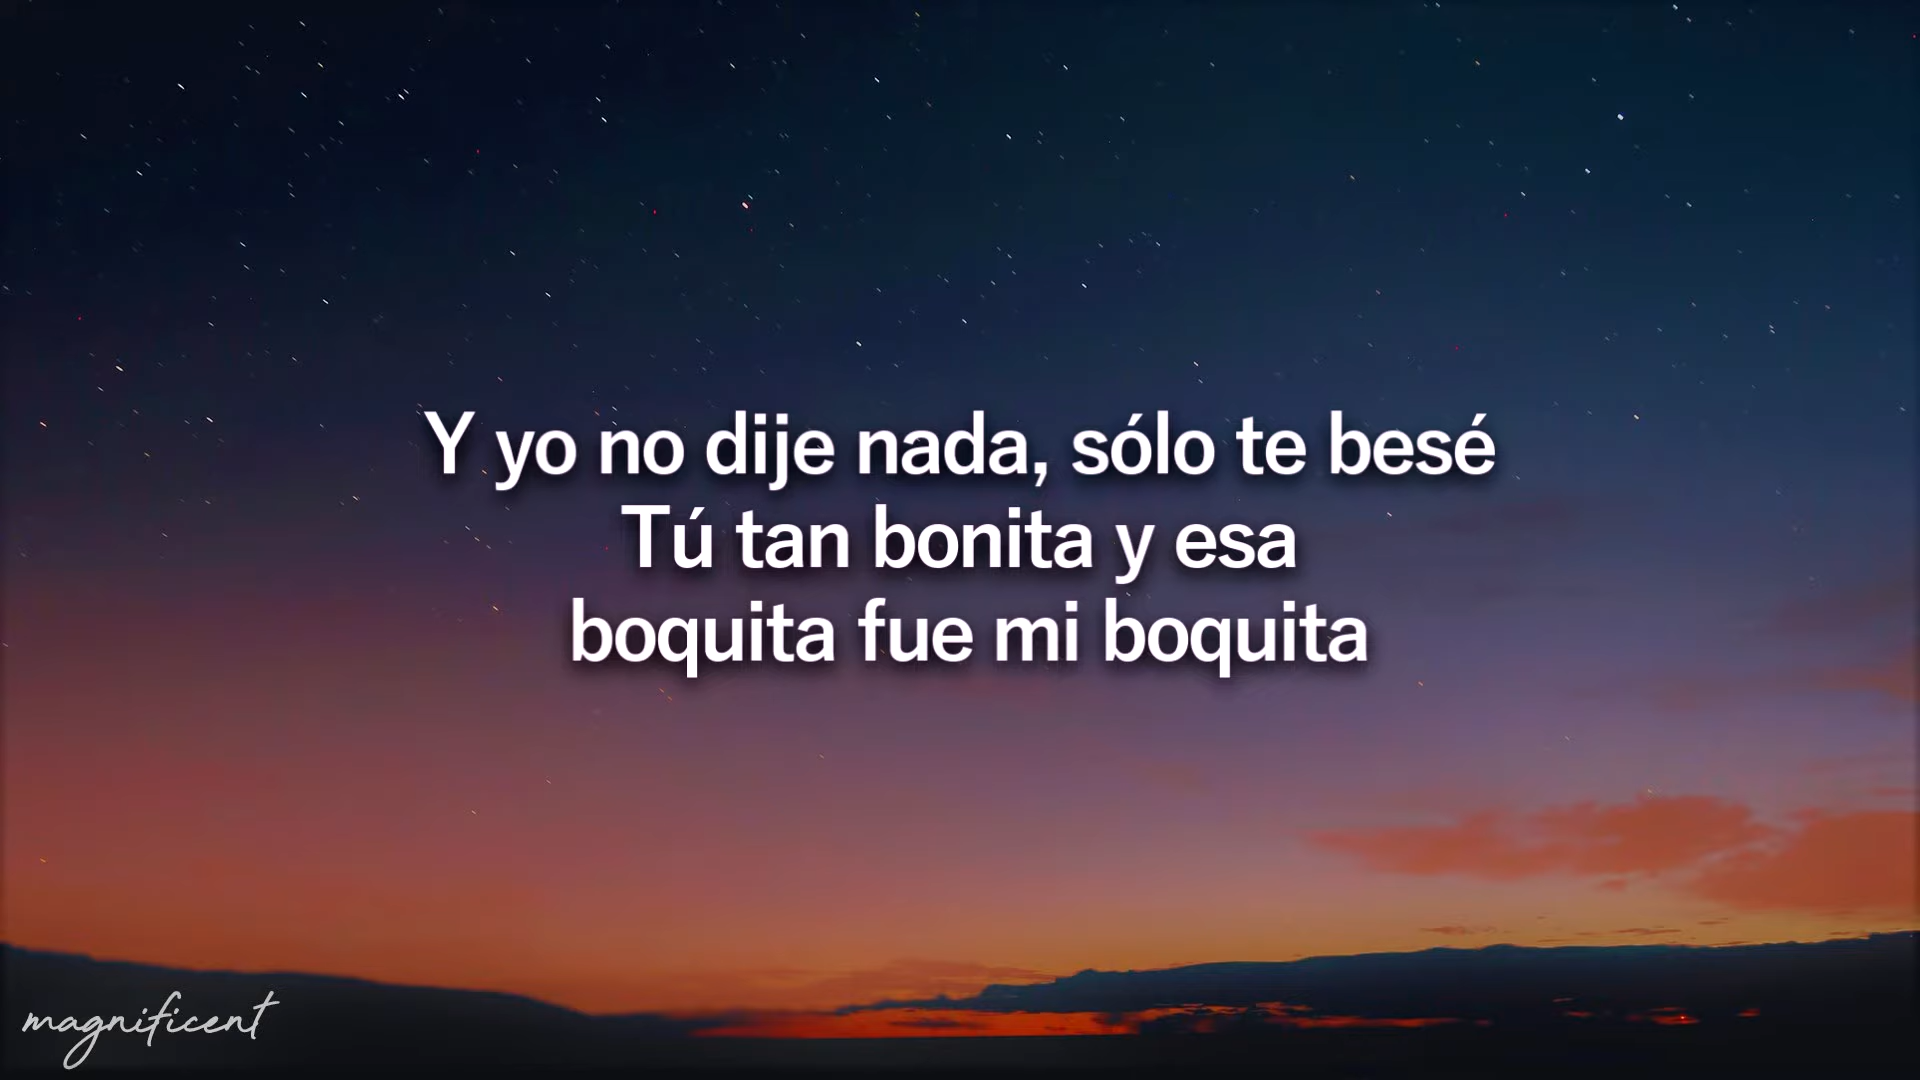 Y yo no dije nada, sólo te besé
Tú tan bonita y esa
boquita fue mi boquita
magnificent